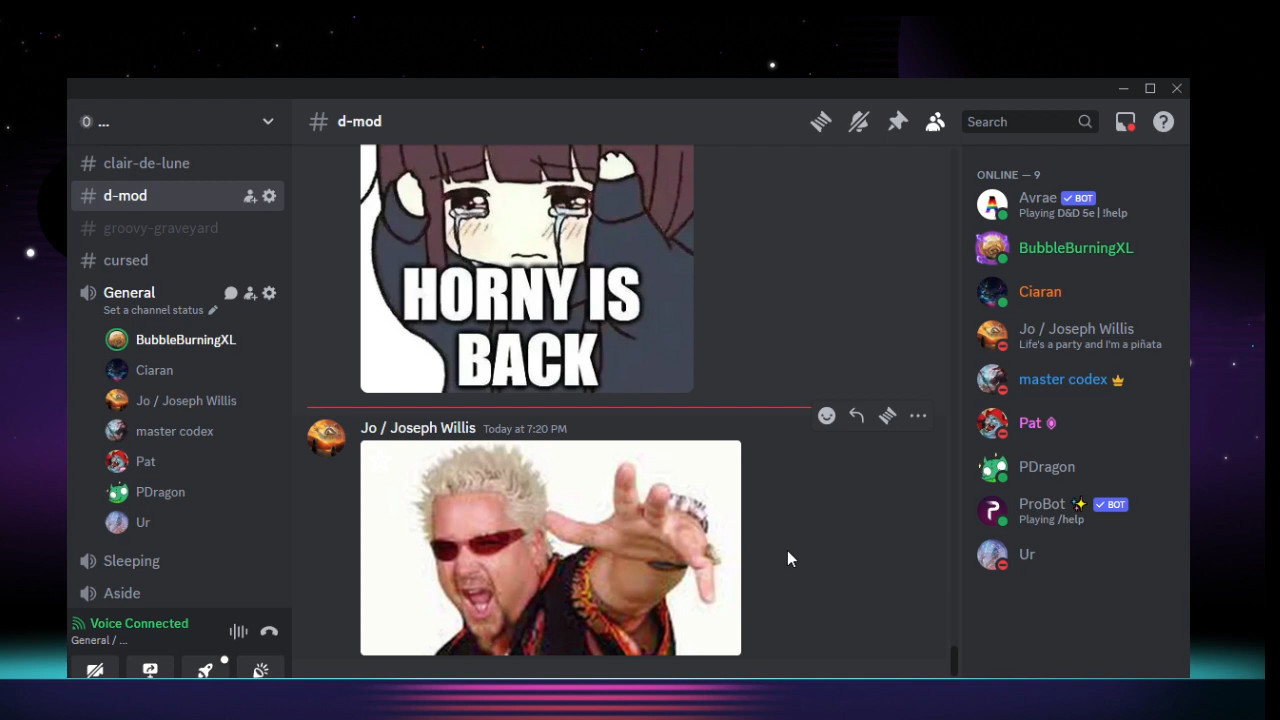 ...
d-mod
Search
clair-de-lune
d-mod
groovy-graveyard
cursed
General
Set a channel status
BubbleBurningXL
Ciaran
Jo / Joseph Willis
master codex
Pat
PDragon
Ur
Sleeping
Aside
Voice Connected
General / ...
HORNY IS
BACK
Jo / Joseph Willis Today at 7:20 PM
ONLINE — 9
Avrae ✓ BOT
Playing D&D 5e | !help
BubbleBurningXL
Ciaran
Jo / Joseph Willis
Life's a party and I'm a piñata
master codex
Pat
PDragon
ProBot ✨ ✓ BOT
Playing /help
Ur